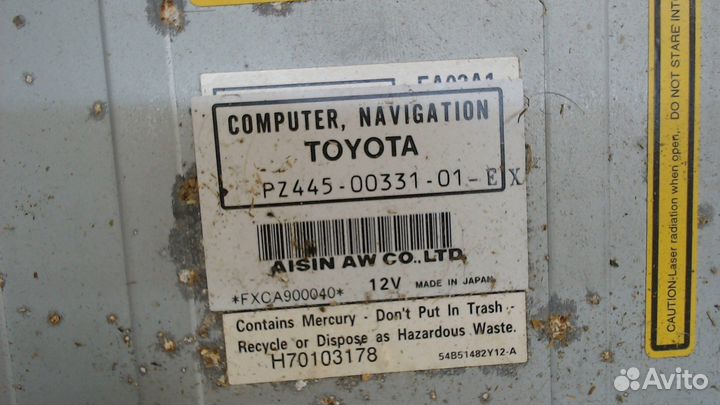 COMPUTER, NAVIGATION
TOYOTA
PZ445-00331-01-EX
AISIN AW CO.,LTD.
*FXCA900040*
12V MADE IN JAPAN
Contains Mercury - Don't Put In Trash.
Recycle or Dispose as Hazardous Waste.
H70103178 54B51482Y12-A
CAUTION-Laser radiation when open. DO NOT STARE INTO
Avito